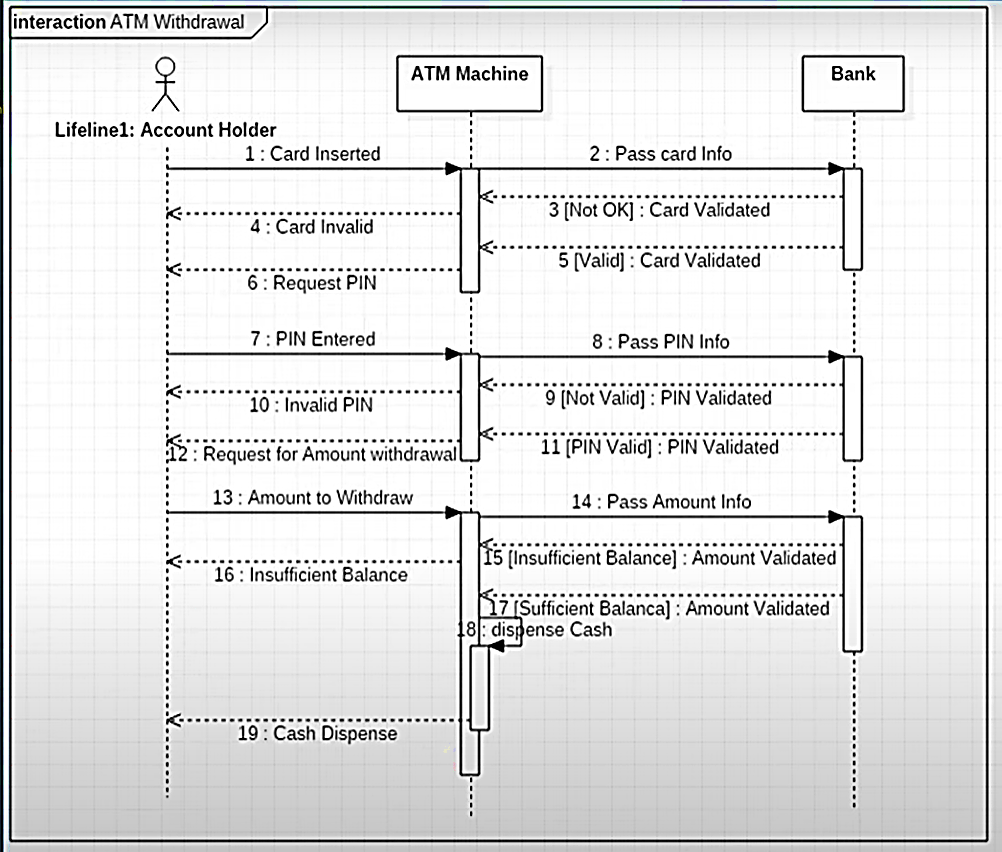 interaction ATM Withdrawal
ATM Machine
Bank
Lifeline1: Account Holder
1 : Card Inserted
2 : Pass card Info
3 [Not OK] : Card Validated
4 : Card Invalid
5 [Valid] : Card Validated
6 : Request PIN
7 : PIN Entered
8 : Pass PIN Info
9 [Not Valid] : PIN Validated
10 : Invalid PIN
11 [PIN Valid] : PIN Validated
12 : Request for Amount withdrawal
13 : Amount to Withdraw
14 : Pass Amount Info
15 [Insufficient Balance] : Amount Validated
16 : Insufficient Balance
17 [Sufficient Balanca] : Amount Validated
18 : dispense Cash
19 : Cash Dispense